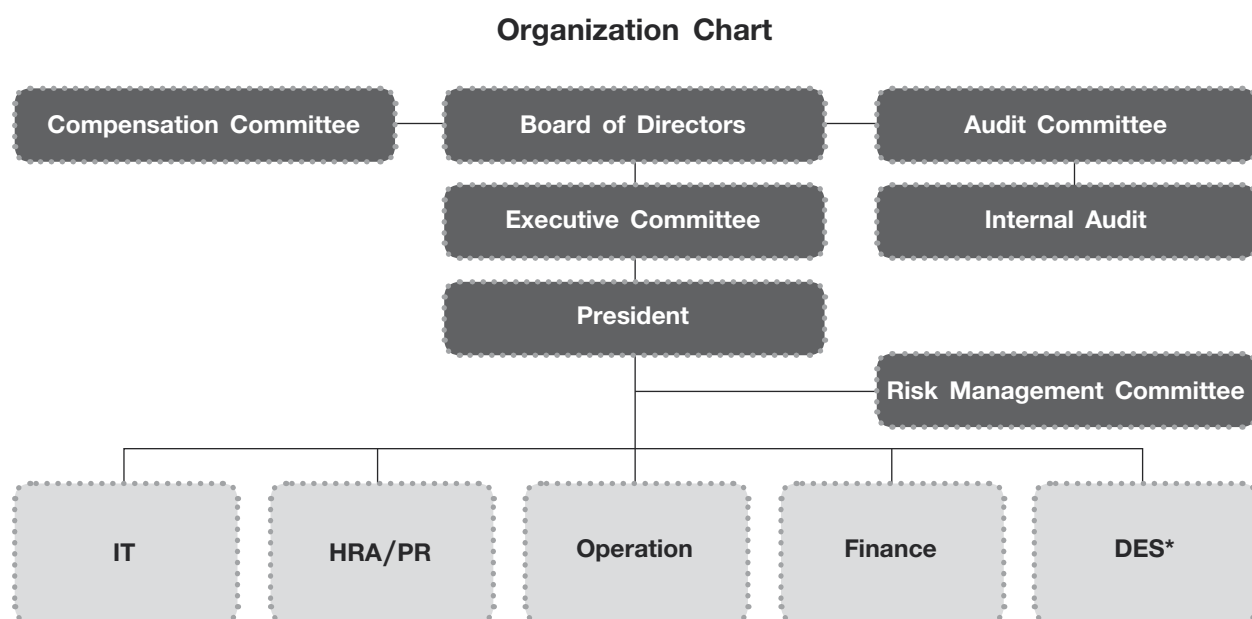 Organization Chart
Compensation Committee
Board of Directors
Audit Committee
Executive Committee
Internal Audit
President
Risk Management Committee
IT
HRA/PR
Operation
Finance
DES*